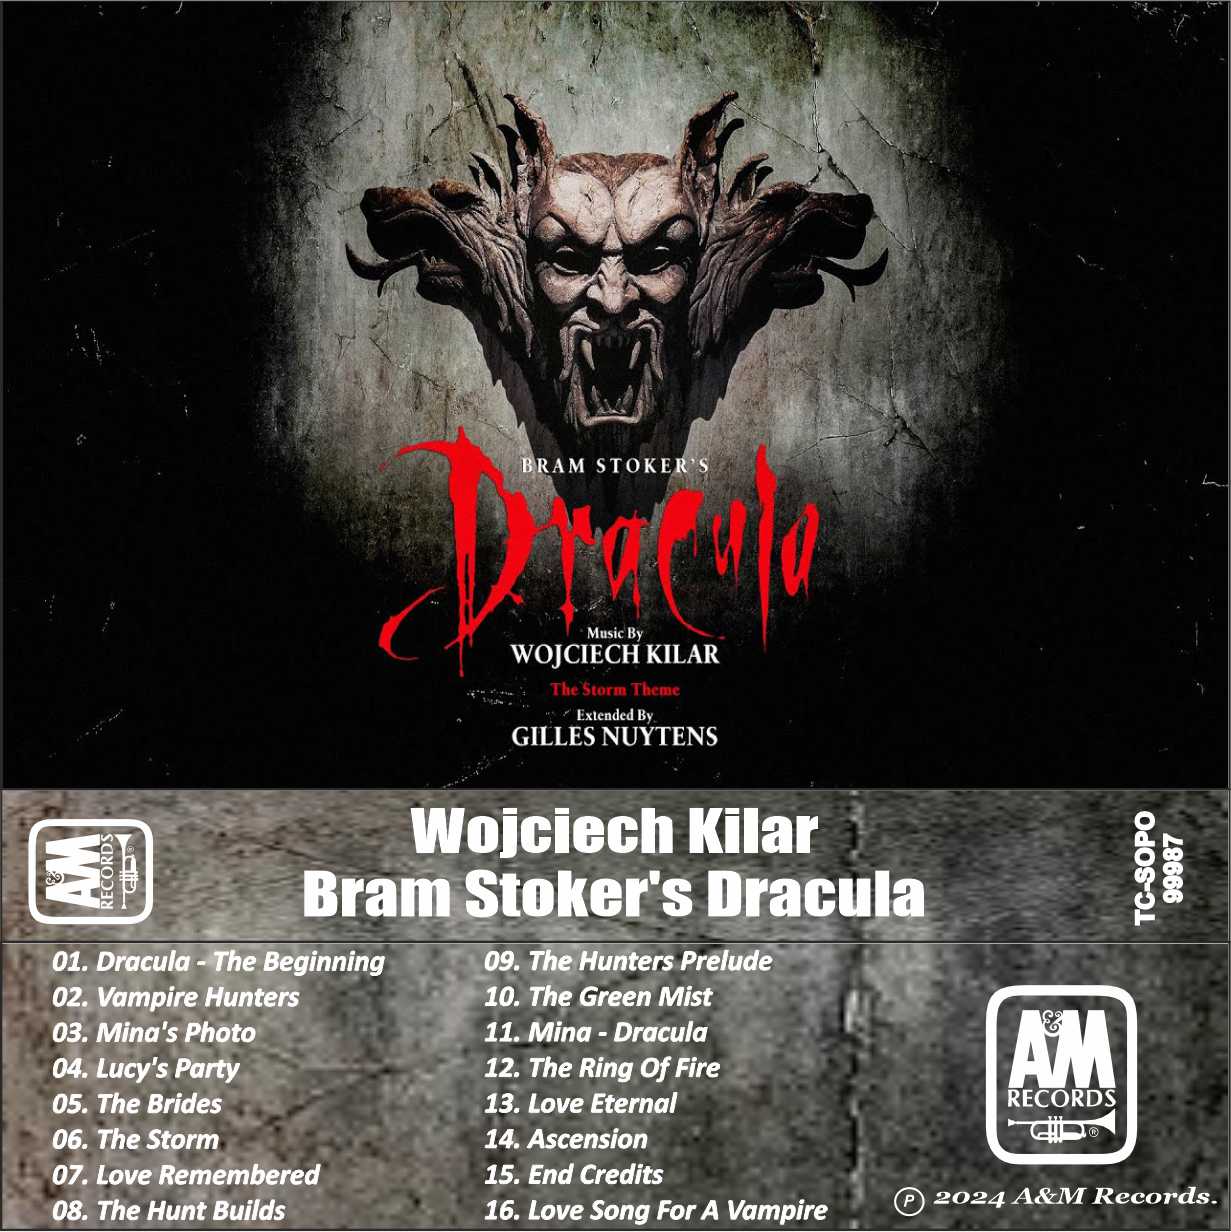 BRAM STOKER'S
Dracula
Music By
WOJCIECH KILAR
The Storm Theme
Extended By
GILLES NUYTENS
A&M
RECORDS
®
Wojciech Kilar
Bram Stoker's Dracula
TC-SOPO
99987
01. Dracula - The Beginning
02. Vampire Hunters
03. Mina's Photo
04. Lucy's Party
05. The Brides
06. The Storm
07. Love Remembered
08. The Hunt Builds
09. The Hunters Prelude
10. The Green Mist
11. Mina - Dracula
12. The Ring Of Fire
13. Love Eternal
14. Ascension
15. End Credits
16. Love Song For A Vampire
A&M
RECORDS
®
℗ 2024 A&M Records.